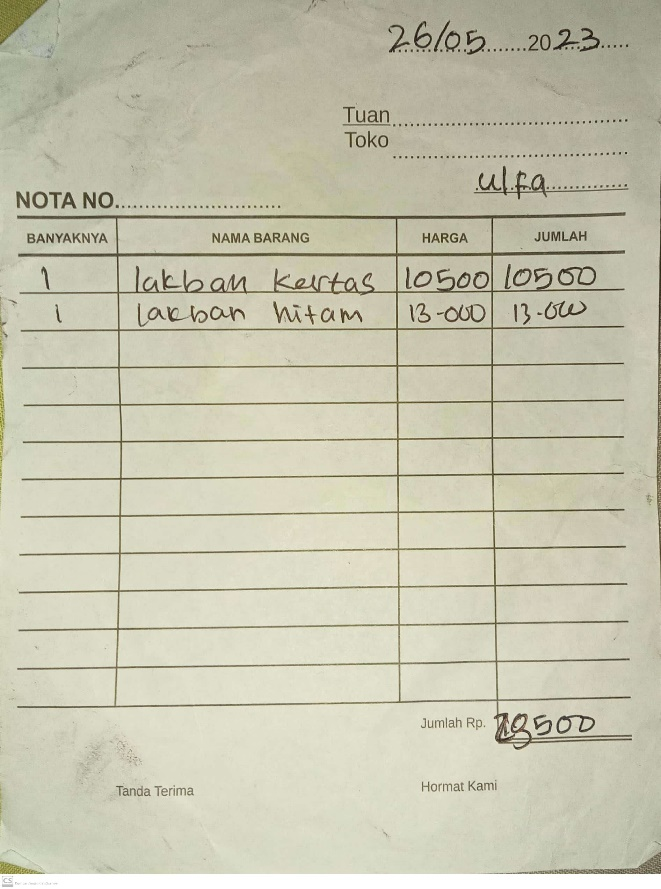 26/05 2023
Tuan
Toko
Ulfa
NOTA NO.
BANYAKNYA NAMA BARANG HARGA JUMLAH
1 lakban kertas 10500 10500
1 lakban hitam 13-000 13-000
Jumlah Rp.
Tanda Terima Hormat Kami
CS